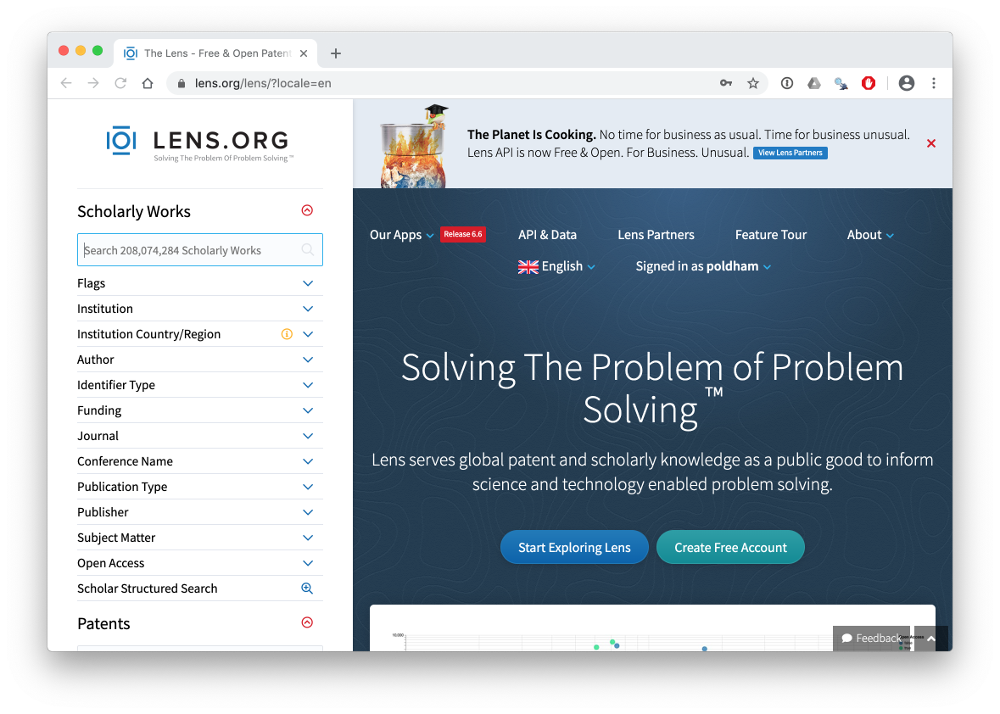 The Lens - Free & Open Patent
lens.org/lens/?locale=en
LENS.ORG
Solving The Problem Of Problem Solving ™
Scholarly Works
Search 208,074,284 Scholarly Works
Flags
Institution
Institution Country/Region
Author
Identifier Type
Funding
Journal
Conference Name
Publication Type
Publisher
Subject Matter
Open Access
Scholar Structured Search
Patents
The Planet Is Cooking. No time for business as usual. Time for business unusual.
Lens API is now Free & Open. For Business. Unusual. View Lens Partners
Our Apps Release 6.6 API & Data Lens Partners Feature Tour About
English Signed in as poldham
Solving The Problem of Problem
Solving ™
Lens serves global patent and scholarly knowledge as a public good to inform
science and technology enabled problem solving.
Start Exploring Lens Create Free Account
10,000
Feedback